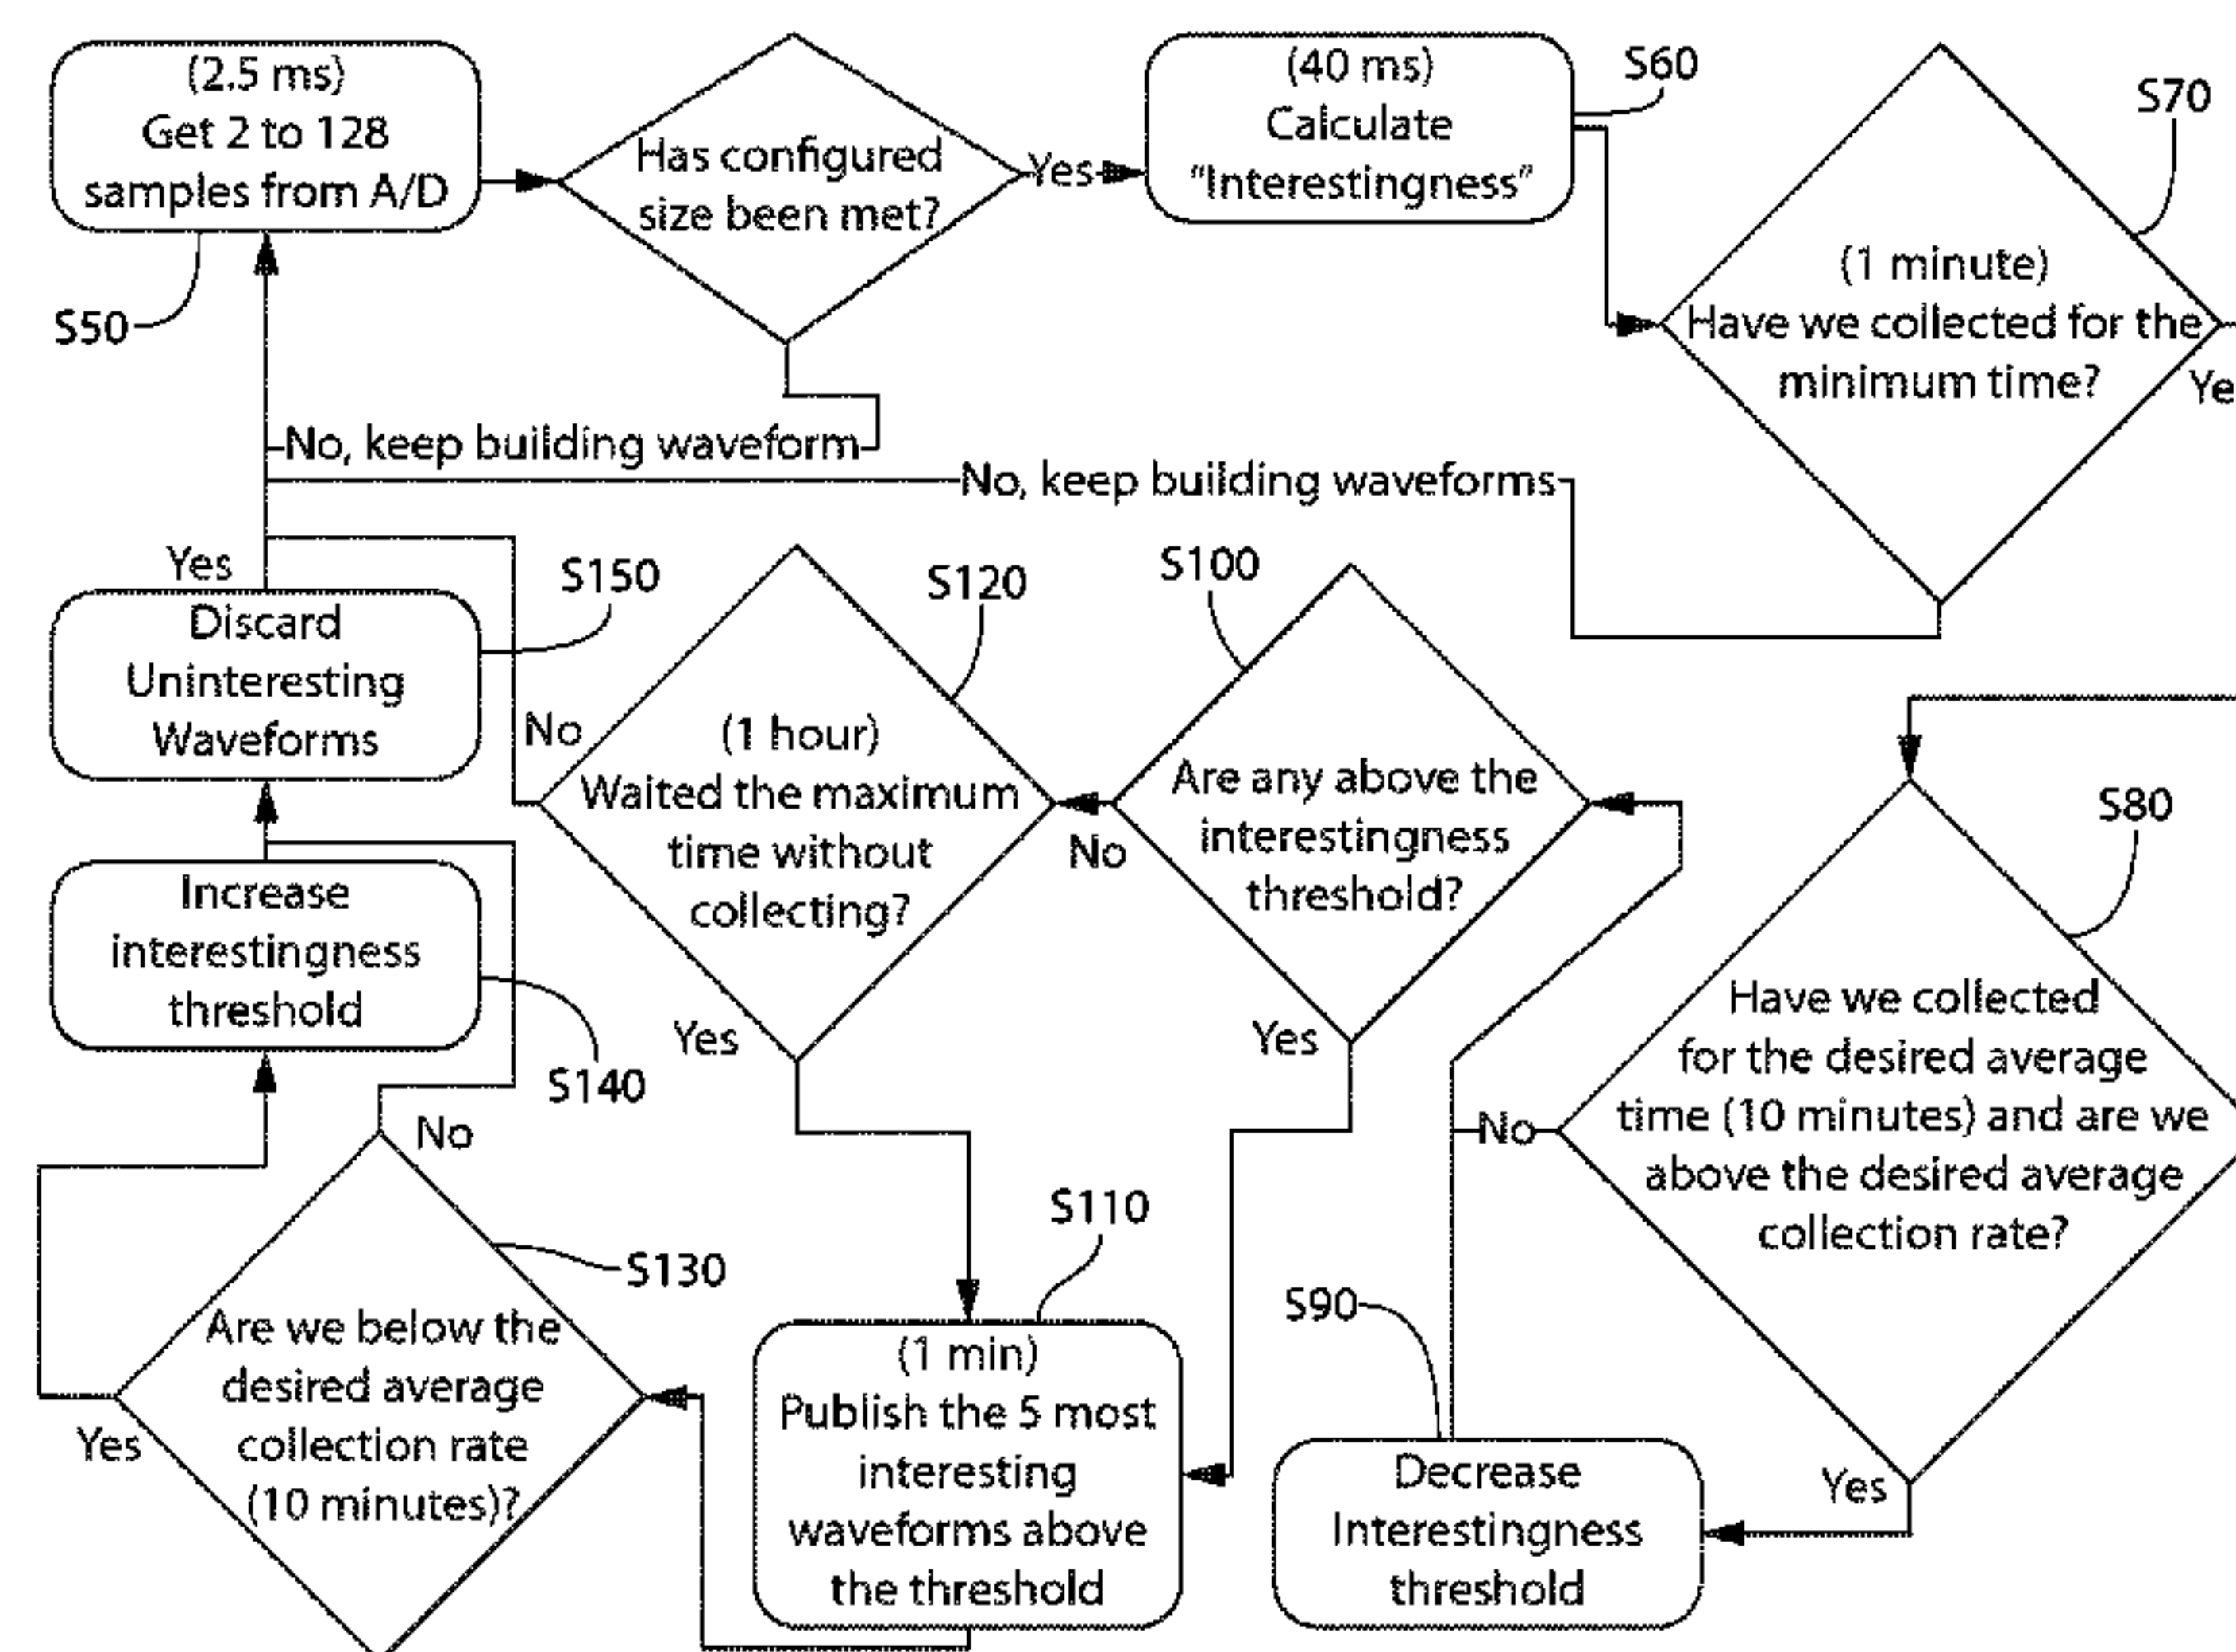 (2.5 ms)
Get 2 to 128
samples from A/D
S50
Has configured
size been met?
Yes
No, keep building waveform
(40 ms)
Calculate
"Interestingness"
S60
S70
(1 minute)
Have we collected for the
minimum time?
Ye
No, keep building waveforms
Yes
Discard
Uninteresting
Waveforms
S150
No
S120
(1 hour)
Waited the maximum
time without
collecting?
Yes
S100
Are any above the
interestingness
threshold?
No
Yes
S80
Have we collected
for the desired average
time (10 minutes) and are we
above the desired average
collection rate?
No
Yes
Increase
interestingness
threshold
S140
No
S130
Are we below the
desired average
collection rate
(10 minutes)?
Yes
S110
(1 min)
Publish the 5 most
interesting
waveforms above
the threshold
S90
Decrease
Interestingness
threshold